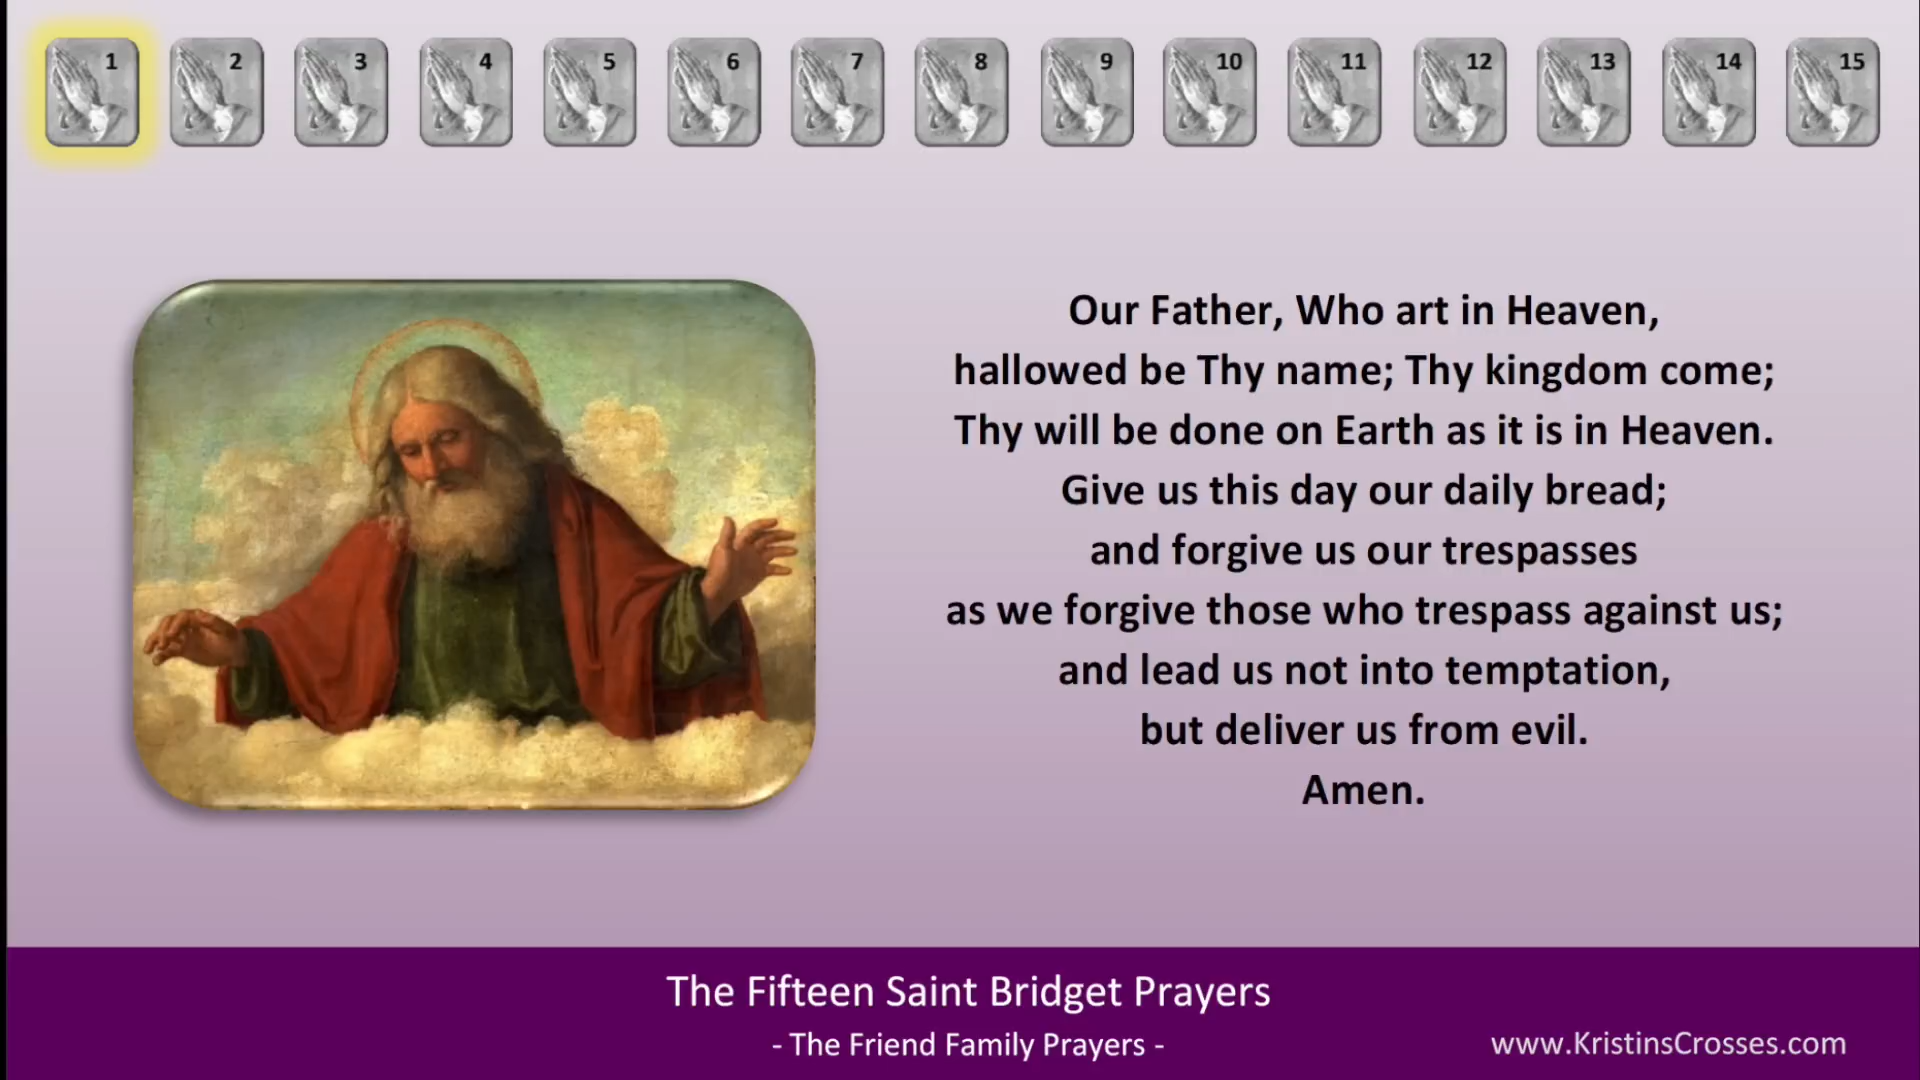 1 2 3 4 5 6 7 8 9 10 11 12 13 14 15
Our Father, Who art in Heaven,
hallowed be Thy name; Thy kingdom come;
Thy will be done on Earth as it is in Heaven.
Give us this day our daily bread;
and forgive us our trespasses
as we forgive those who trespass against us;
and lead us not into temptation,
but deliver us from evil.
Amen.
The Fifteen Saint Bridget Prayers
- The Friend Family Prayers -
www.KristinsCrosses.com